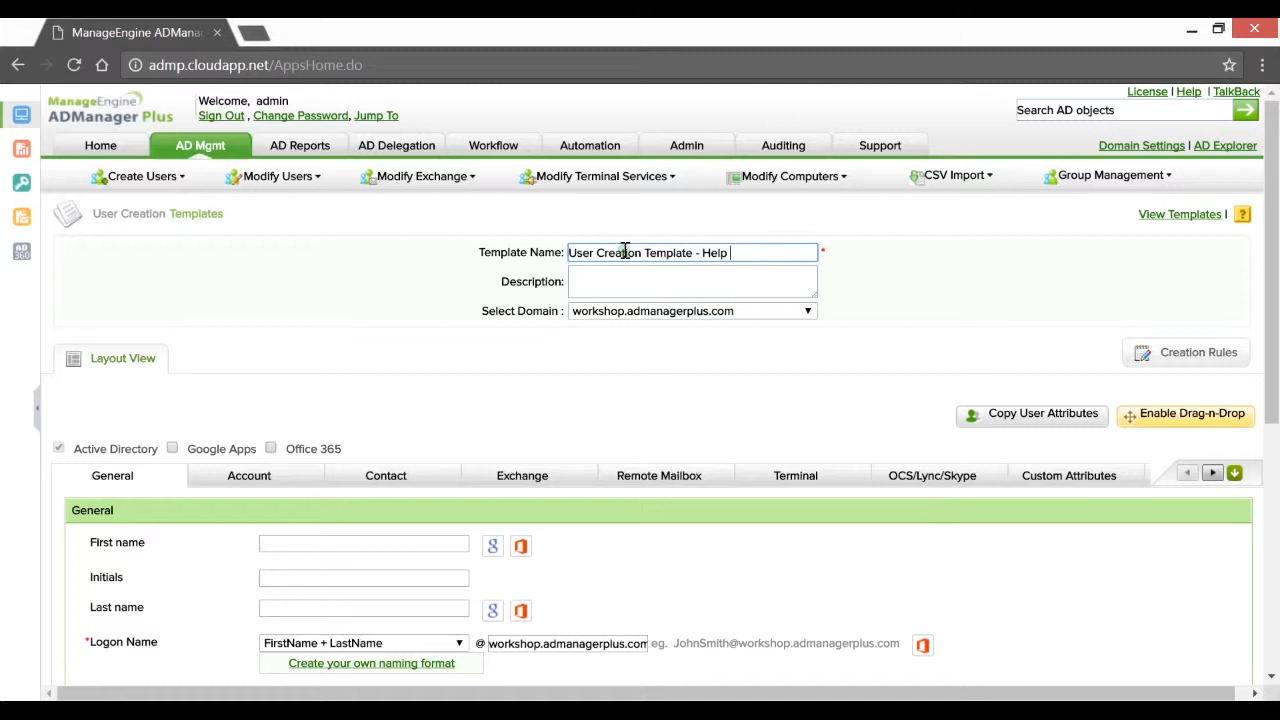 ManageEngine ADMana
admp.cloudapp.net/AppsHome.do
ManageEngine
ADManager Plus
Welcome, admin
Sign Out , Change Password, Jump To
License | Help | TalkBack
Search AD objects
Home AD Mgmt AD Reports AD Delegation Workflow Automation Admin Auditing Support
Domain Settings | AD Explorer
Create Users Modify Users Modify Exchange Modify Terminal Services Modify Computers CSV Import Group Management
User Creation Templates
View Templates | ?
Template Name: User Creation Template - Help *
Description:
Select Domain : workshop.admanagerplus.com
Layout View
Creation Rules
Copy User Attributes Enable Drag-n-Drop
Active Directory Google Apps Office 365
General Account Contact Exchange Remote Mailbox Terminal OCS/Lync/Skype Custom Attributes
General
First name
Initials
Last name
*Logon Name FirstName + LastName @ workshop.admanagerplus.com eg. JohnSmith@workshop.admanagerplus.com
Create your own naming format
AD
360